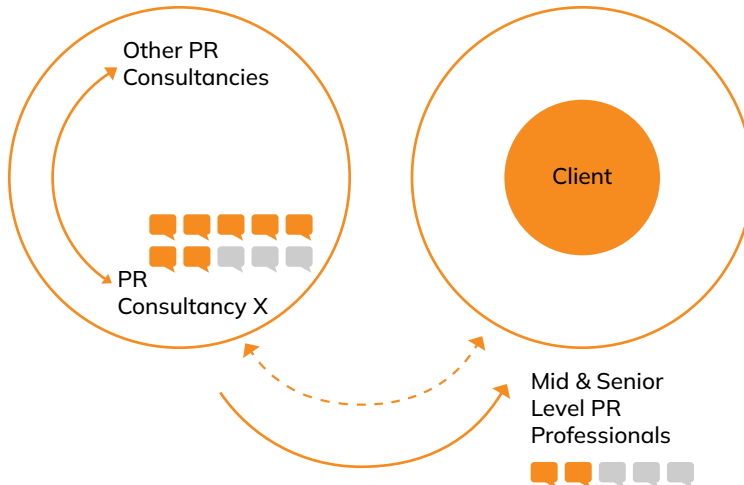 Other PR
Consultancies
Client
PR
Consultancy X
Mid & Senior
Level PR
Professionals